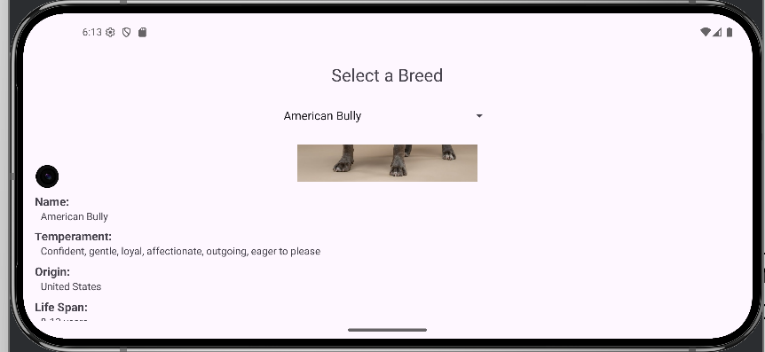 6:13
Select a Breed
American Bully
Name:
American Bully
Temperament:
Confident, gentle, loyal, affectionate, outgoing, eager to please
Origin:
United States
Life Span: